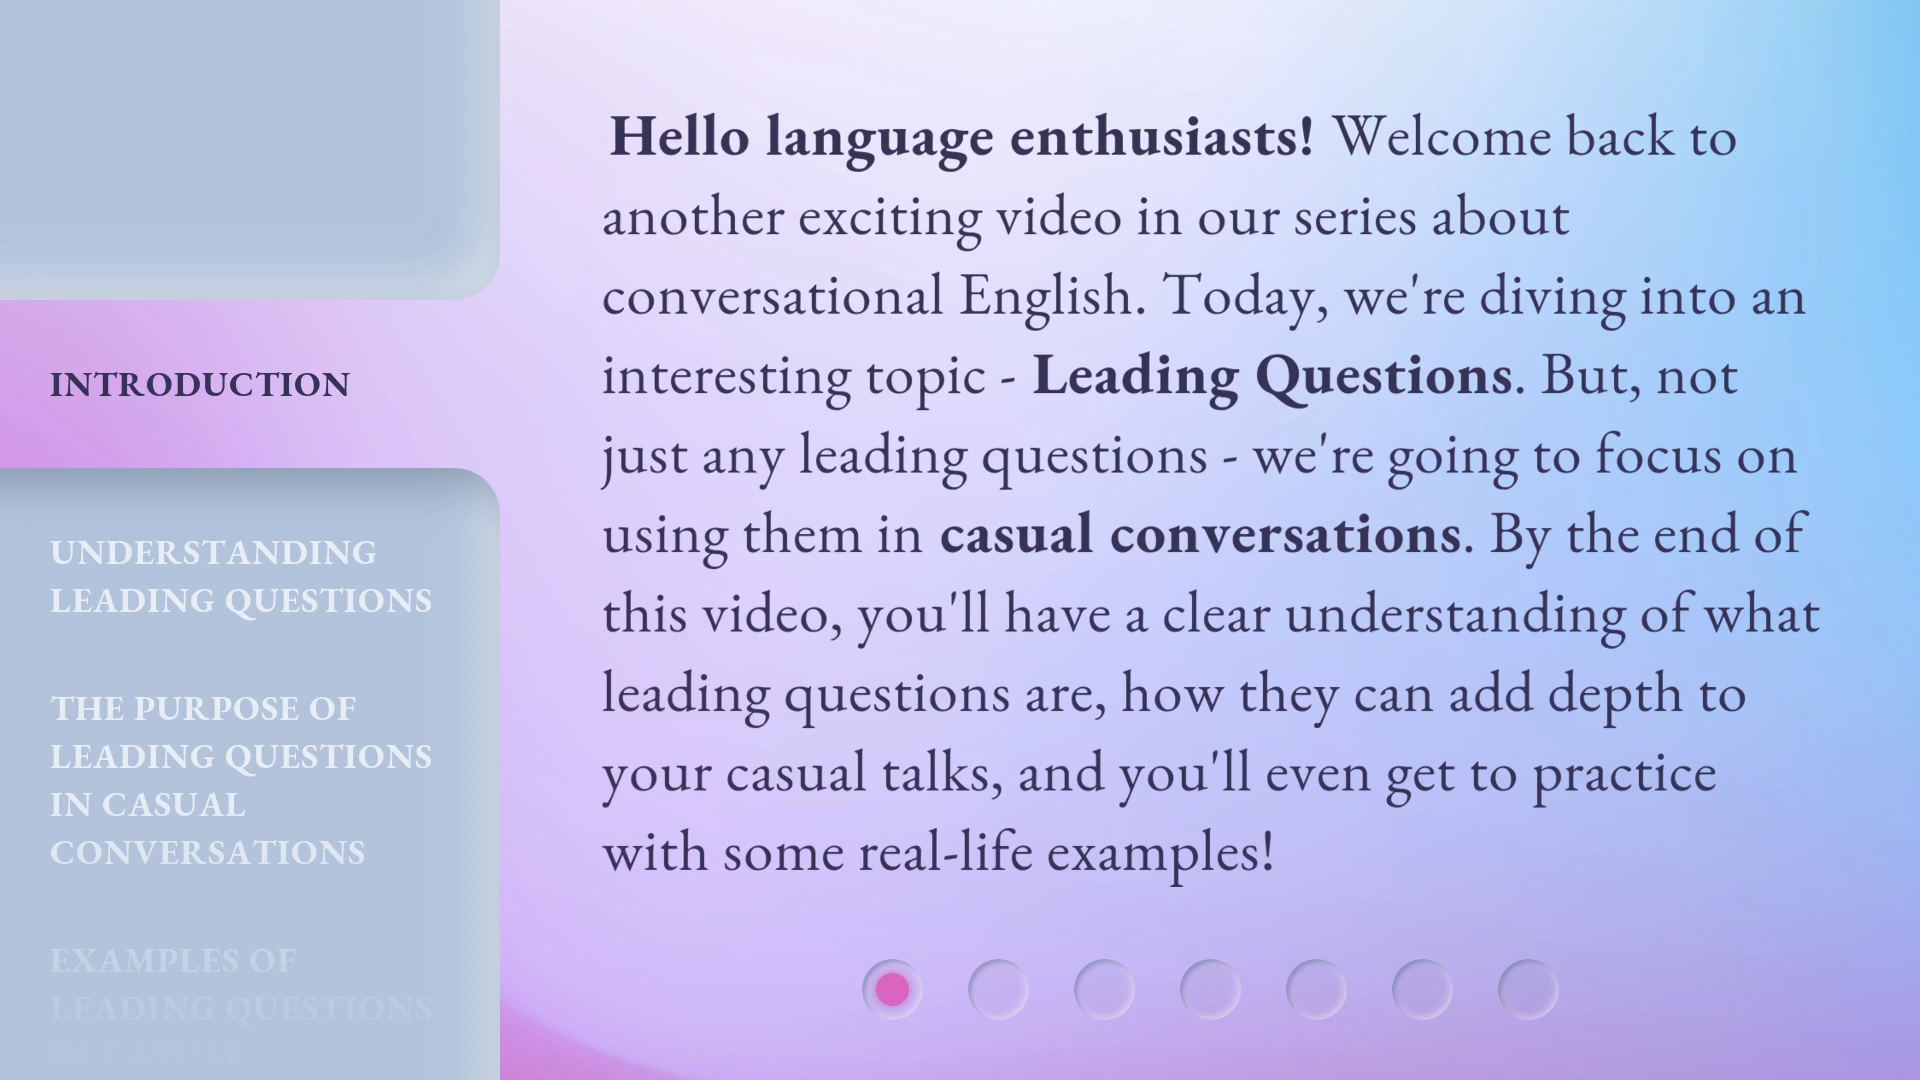 INTRODUCTION
UNDERSTANDING
LEADING QUESTIONS
THE PURPOSE OF
LEADING QUESTIONS
IN CASUAL
CONVERSATIONS
EXAMPLES OF
LEADING QUESTIONS
IN CASUAL
Hello language enthusiasts! Welcome back to
another exciting video in our series about
conversational English. Today, we're diving into an
interesting topic - Leading Questions. But, not
just any leading questions - we're going to focus on
using them in casual conversations. By the end of
this video, you'll have a clear understanding of what
leading questions are, how they can add depth to
your casual talks, and you'll even get to practice
with some real-life examples!